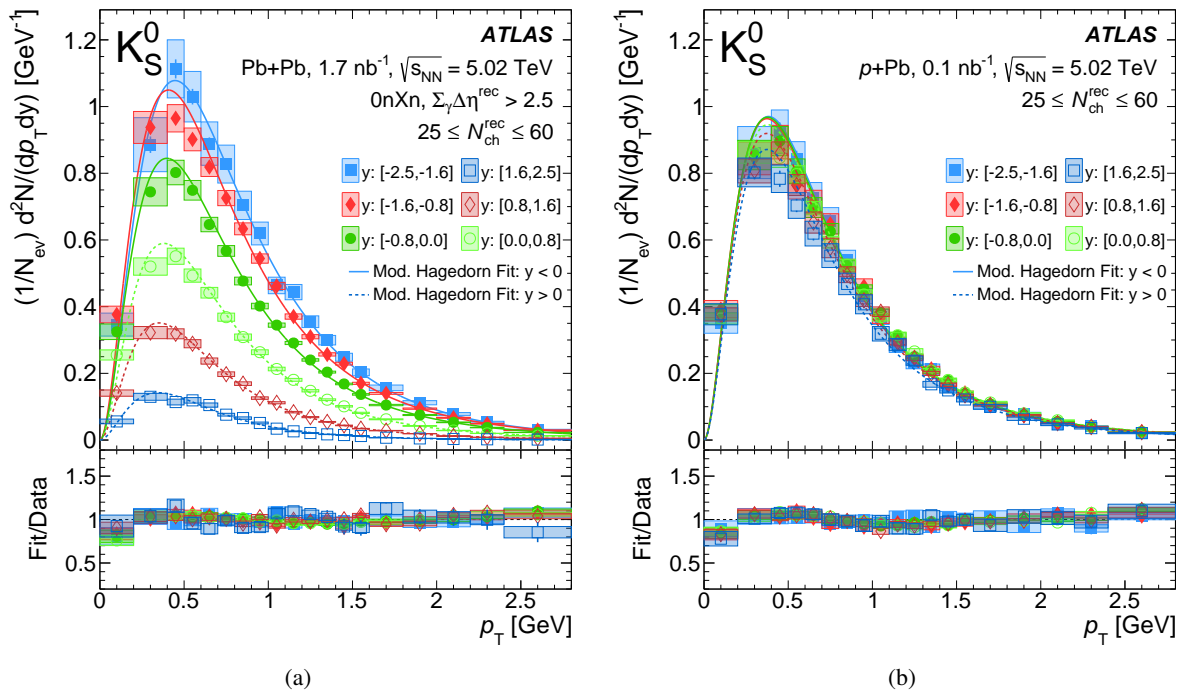 K⁰_S
ATLAS
Pb+Pb, 1.7 nb⁻¹, √s_NN = 5.02 TeV
0nXn, Σ_γΔη^rec > 2.5
25 ≤ N_ch^rec ≤ 60
y: [-2.5,-1.6] y: [1.6,2.5]
y: [-1.6,-0.8] y: [0.8,1.6]
y: [-0.8,0.0] y: [0.0,0.8]
Mod. Hagedorn Fit: y < 0
Mod. Hagedorn Fit: y > 0
(1/N_ev) d²N/(dp_T dy) [GeV⁻¹]
1.2
1
0.8
0.6
0.4
0.2
0
Fit/Data
1.5
1
0.5
0 0.5 1 1.5 2 2.5
p_T [GeV]
(a)
K⁰_S
ATLAS
p+Pb, 0.1 nb⁻¹, √s_NN = 5.02 TeV
25 ≤ N_ch^rec ≤ 60
y: [-2.5,-1.6] y: [1.6,2.5]
y: [-1.6,-0.8] y: [0.8,1.6]
y: [-0.8,0.0] y: [0.0,0.8]
Mod. Hagedorn Fit: y < 0
Mod. Hagedorn Fit: y > 0
(1/N_ev) d²N/(dp_T dy) [GeV⁻¹]
1.2
1
0.8
0.6
0.4
0.2
0
Fit/Data
1.5
1
0.5
0 0.5 1 1.5 2 2.5
p_T [GeV]
(b)